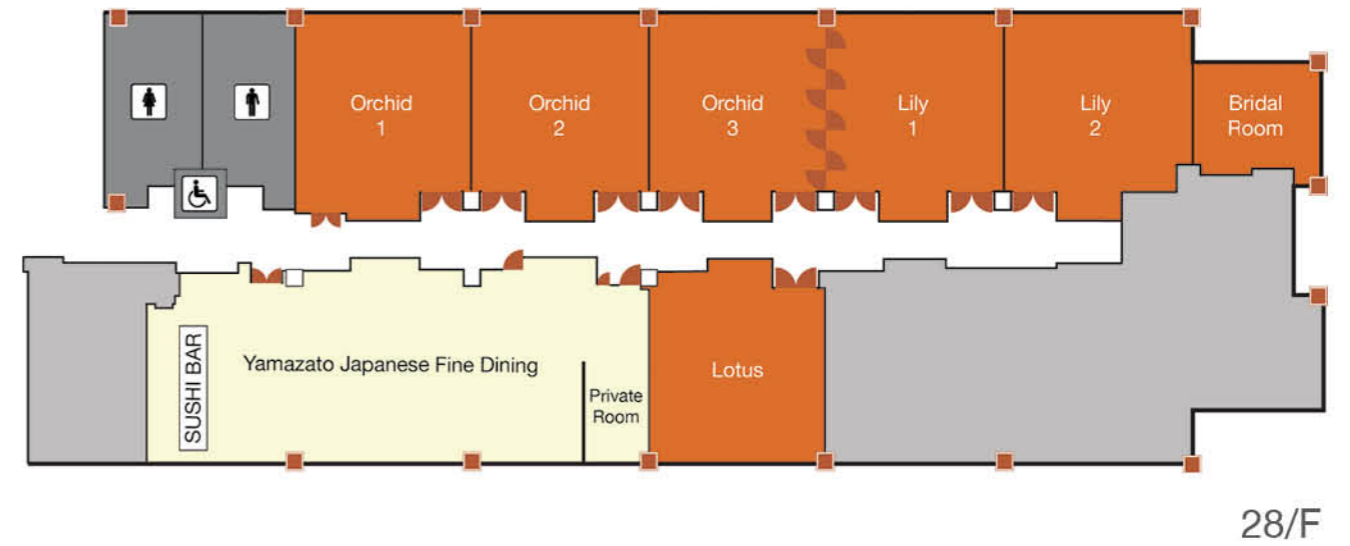 Orchid
1
Orchid
2
Orchid
3
Lily
1
Lily
2
Bridal
Room
SUSHI BAR
Yamazato Japanese Fine Dining
Private
Room
Lotus
28/F